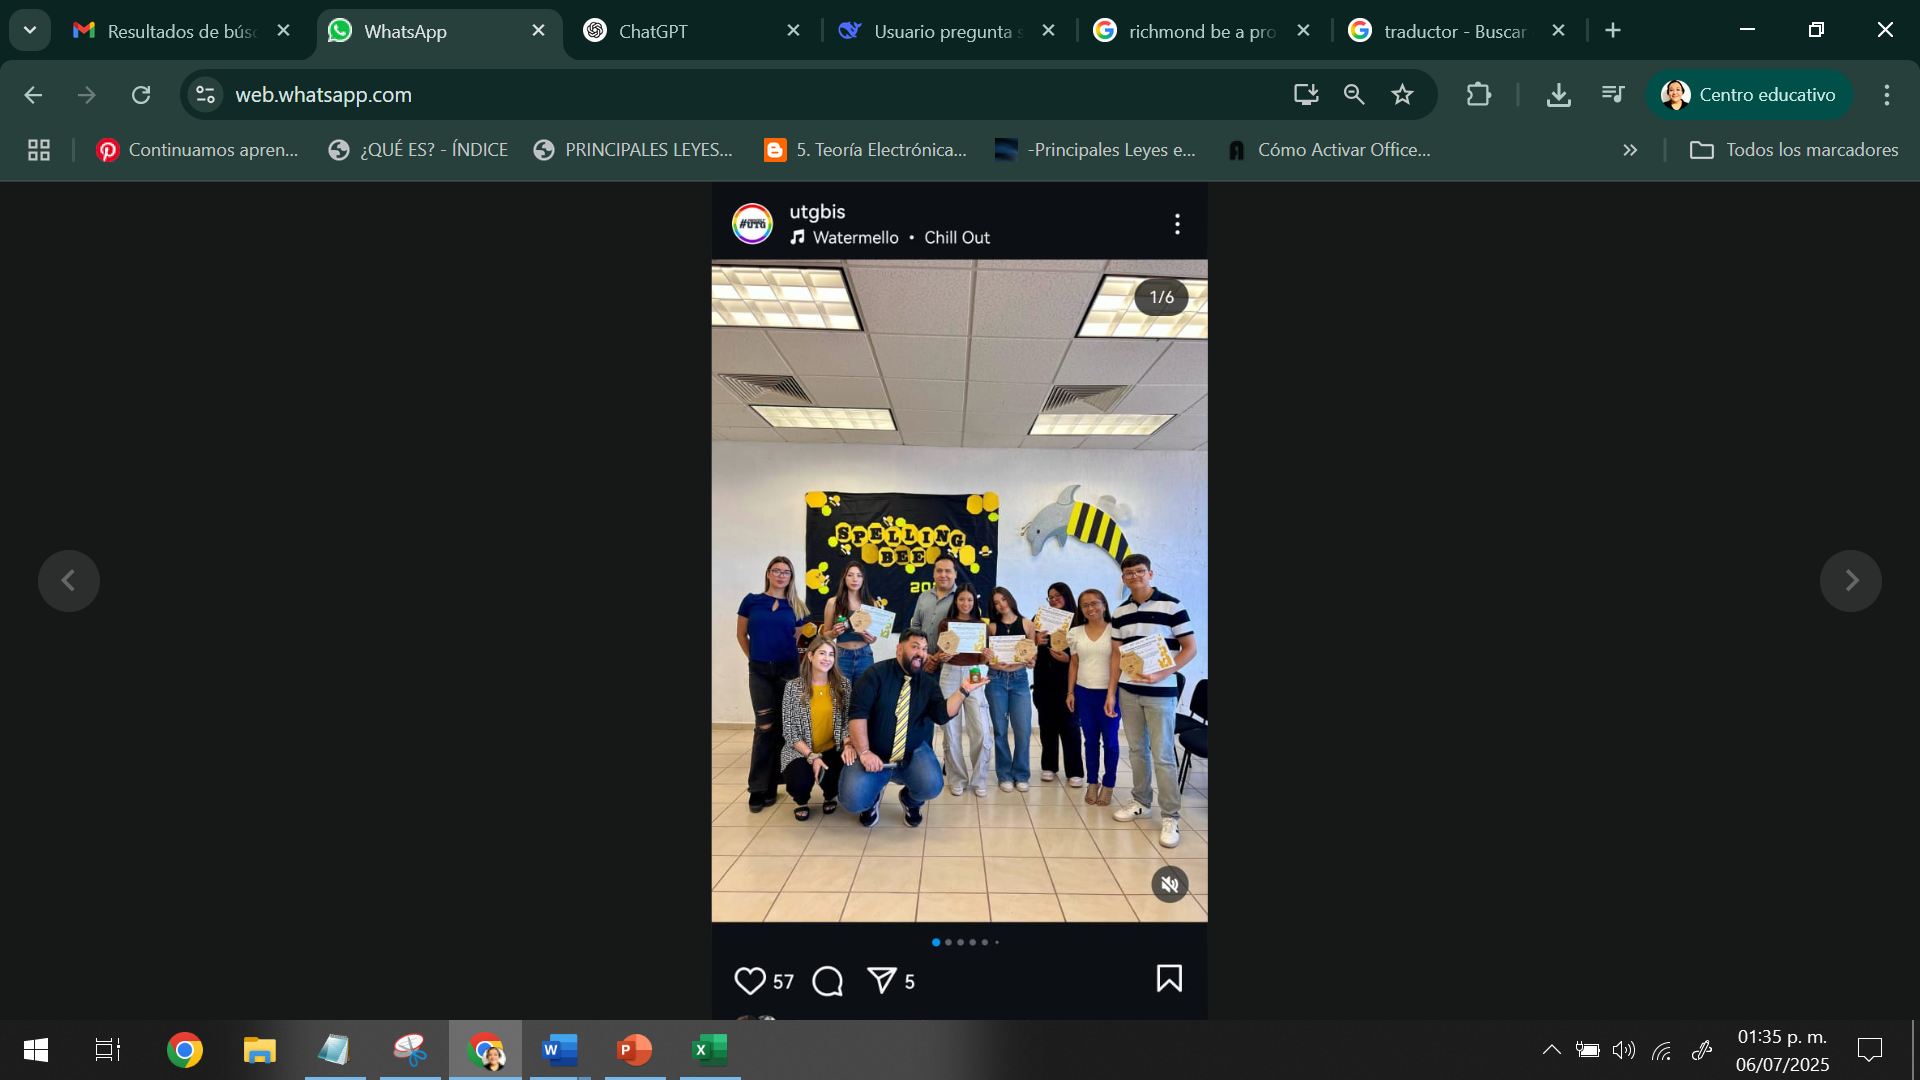 Resultados de bús
WhatsApp
ChatGPT
Usuario pregunta s
richmond be a pro
traductor - Buscar
web.whatsapp.com
Centro educativo
Continuamos apren...
¿QUÉ ES? - ÍNDICE
PRINCIPALES LEYES...
5. Teoría Electrónica...
-Principales Leyes e...
Cómo Activar Office...
Todos los marcadores
#UTG
utgbis
Watermello • Chill Out
1/6
SPELLING
BEE
57
5
01:35 p. m.
06/07/2025